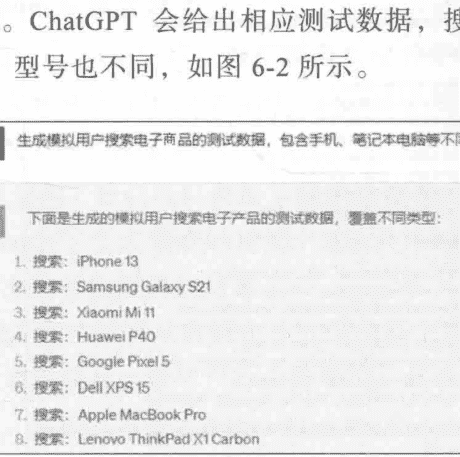 。ChatGPT 会给出相应测试数据，搜
型号也不同，如图 6-2 所示。
生成模拟用户搜索电子商品的测试数据，包含手机、笔记本电脑等不同
下面是生成的模拟用户搜索电子产品的测试数据，覆盖不同类型：
1. 搜索：iPhone 13
2. 搜索：Samsung Galaxy S21
3. 搜索：Xiaomi Mi 11
4. 搜索：Huawei P40
5. 搜索：Google Pixel 5
6. 搜索：Dell XPS 15
7. 搜索：Apple MacBook Pro
8. 搜索：Lenovo ThinkPad X1 Carbon